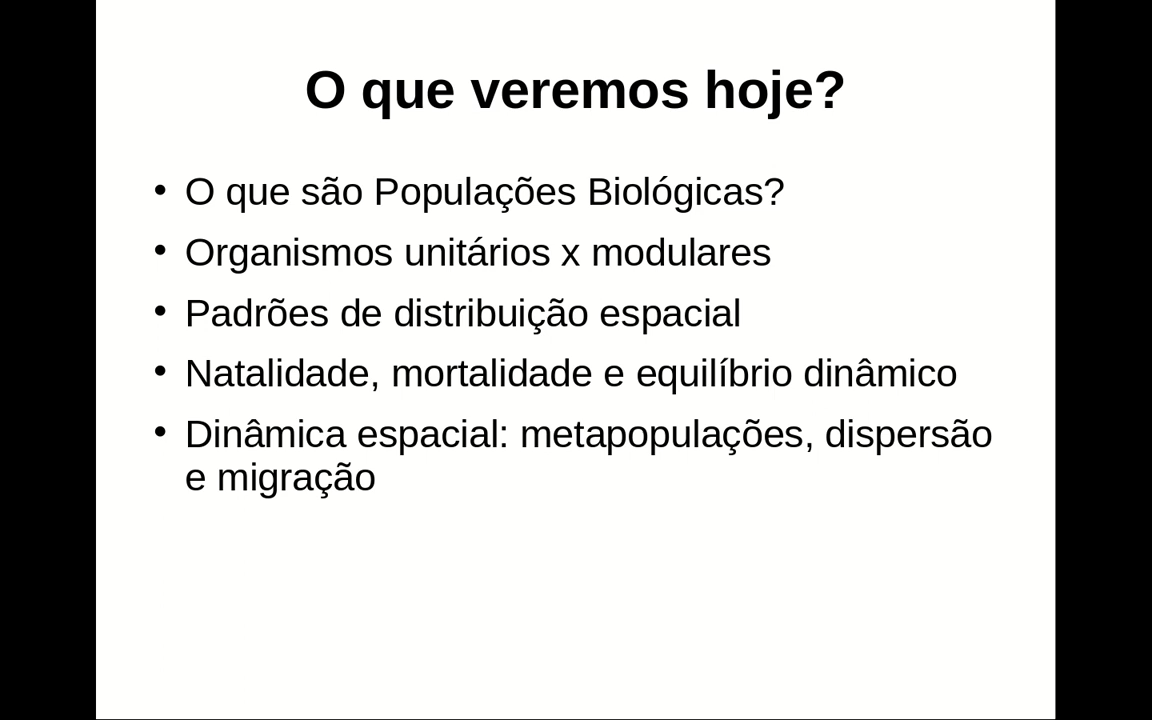 O que veremos hoje?
• O que são Populações Biológicas?
• Organismos unitários x modulares
• Padrões de distribuição espacial
• Natalidade, mortalidade e equilíbrio dinâmico
• Dinâmica espacial: metapopulações, dispersão
e migração